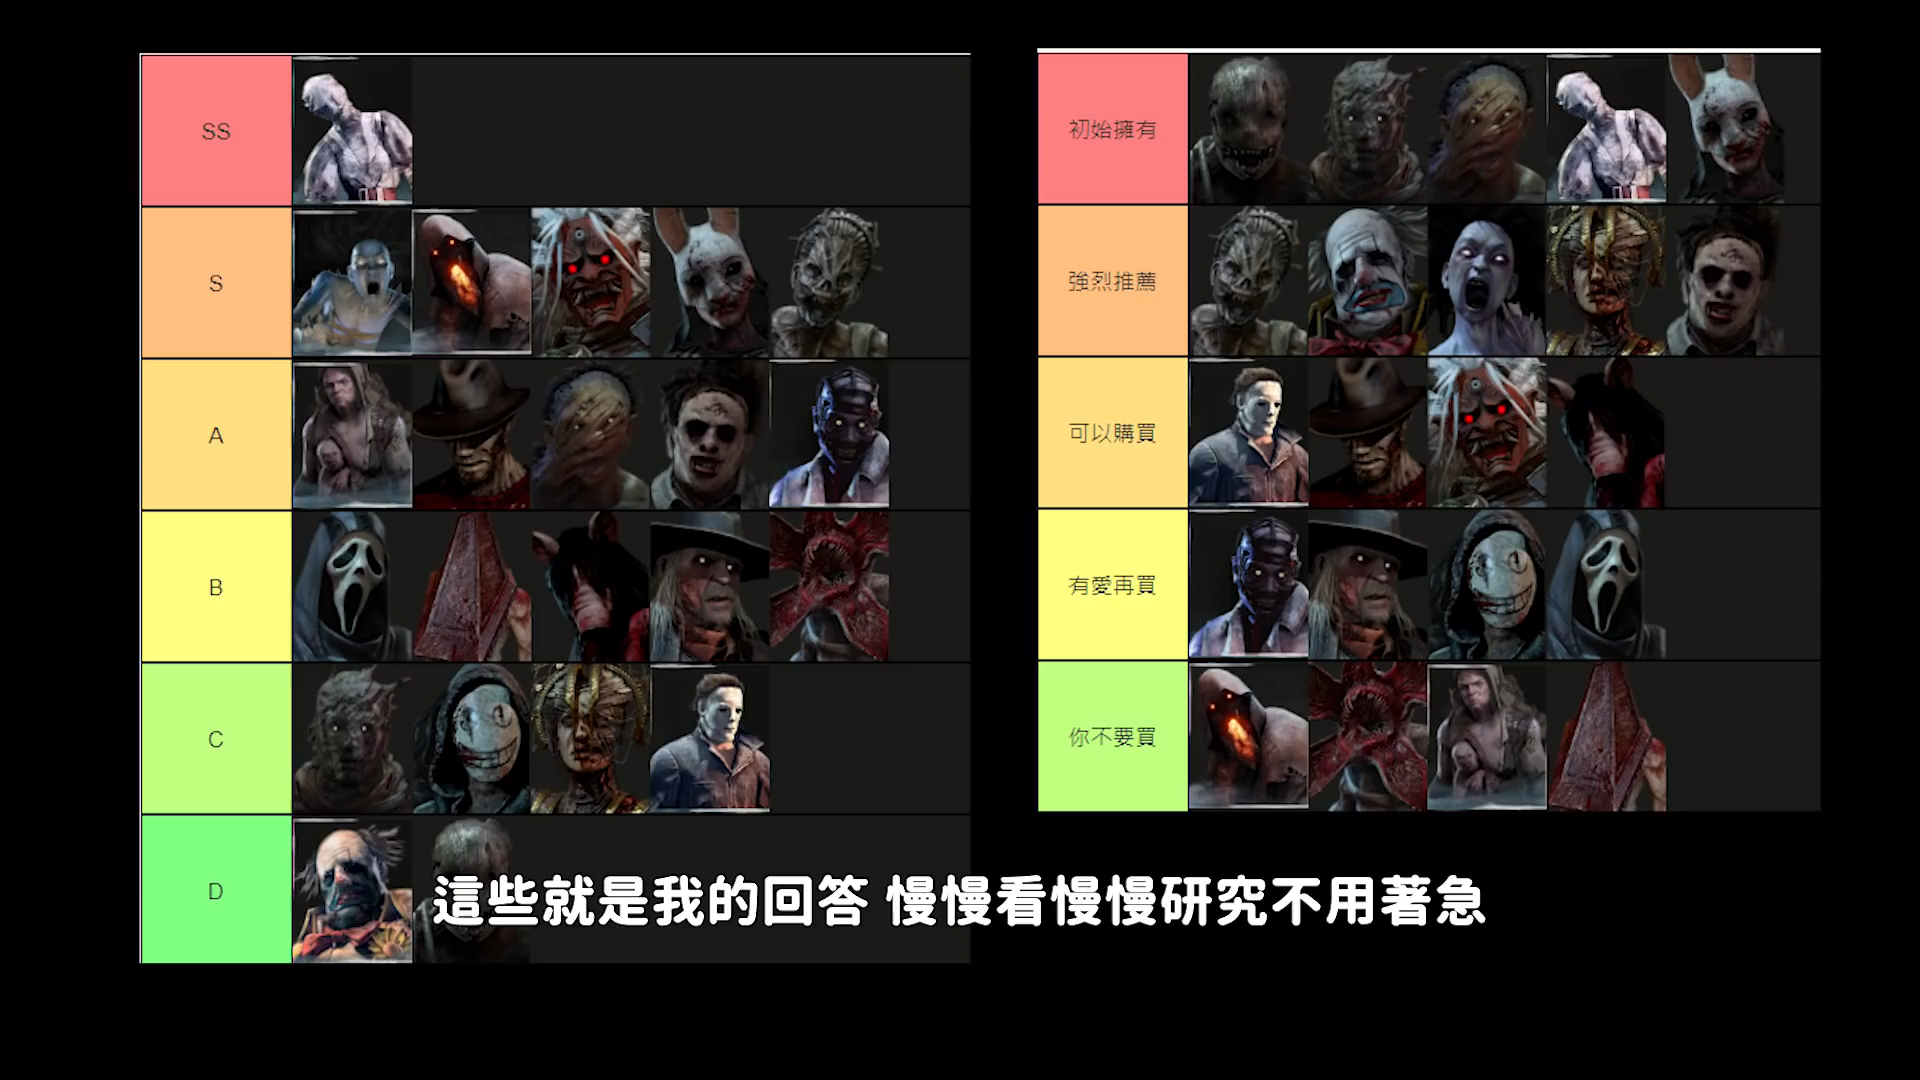 SS
S
A
B
C
D
初始擁有
強烈推薦
可以購買
有愛再買
你不要買
這些就是我的回答 慢慢看慢慢研究不用著急